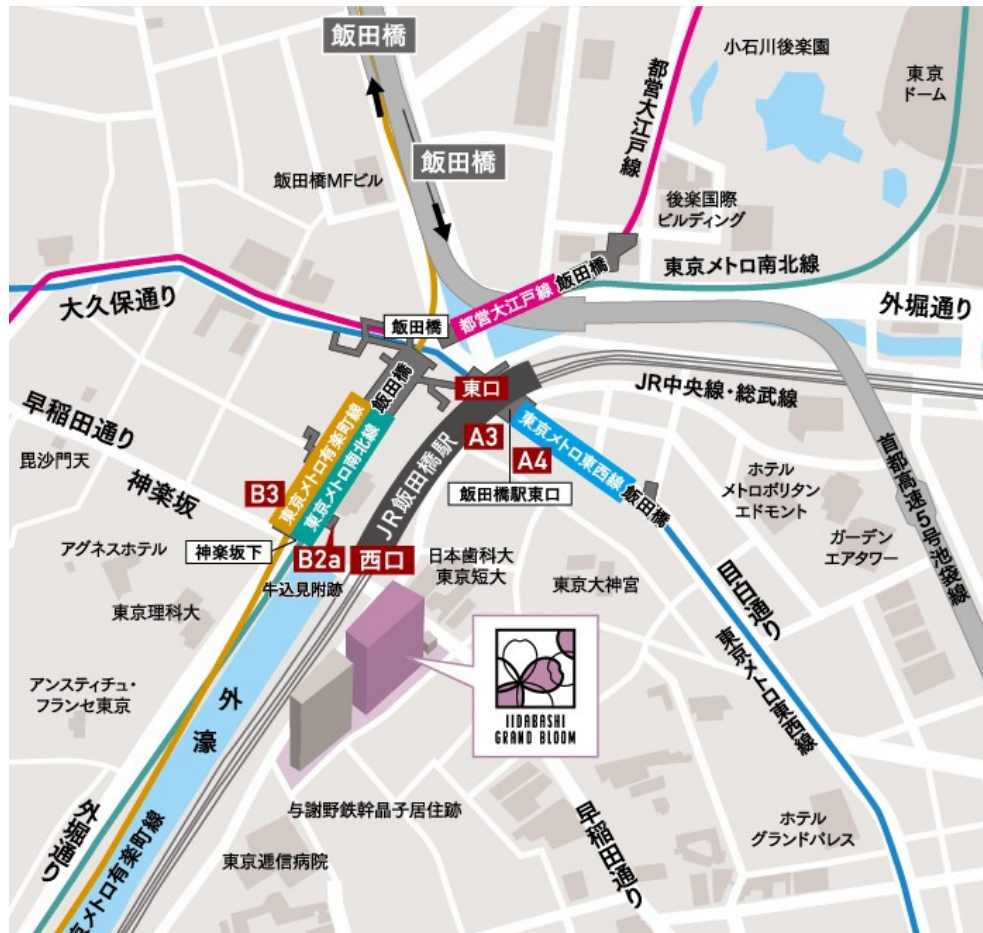 飯田橋
小石川後楽園
東京
ドーム
都営大江戸線
飯田橋
飯田橋MFビル
後楽国際
ビルディング
東京メトロ南北線
飯田橋
都営大江戸線
外堀通り
大久保通り
飯田橋
JR中央線・総武線
東口
飯田橋
早稲田通り
毘沙門天
神楽坂
東京メトロ有楽町線
東京メトロ南北線
JR飯田橋駅
A3
A4
東京メトロ東西線
飯田橋
飯田橋駅東口
首都高速5号池袋線
ホテル
メトロポリタン
エドモント
ガーデン
エアタワー
B3
アグネスホテル
神楽坂下
B2a
西口
牛込見附跡
日本歯科大
東京短大
東京大神宮
目白通り
東京メトロ東西線
東京理科大
アンスティチュ・
フランセ東京
外濠
IIDABASHI
GRAND BLOOM
外堀通り
京メトロ有楽町線
与謝野鉄幹晶子居住跡
東京逓信病院
早稲田通り
ホテル
グランドパレス